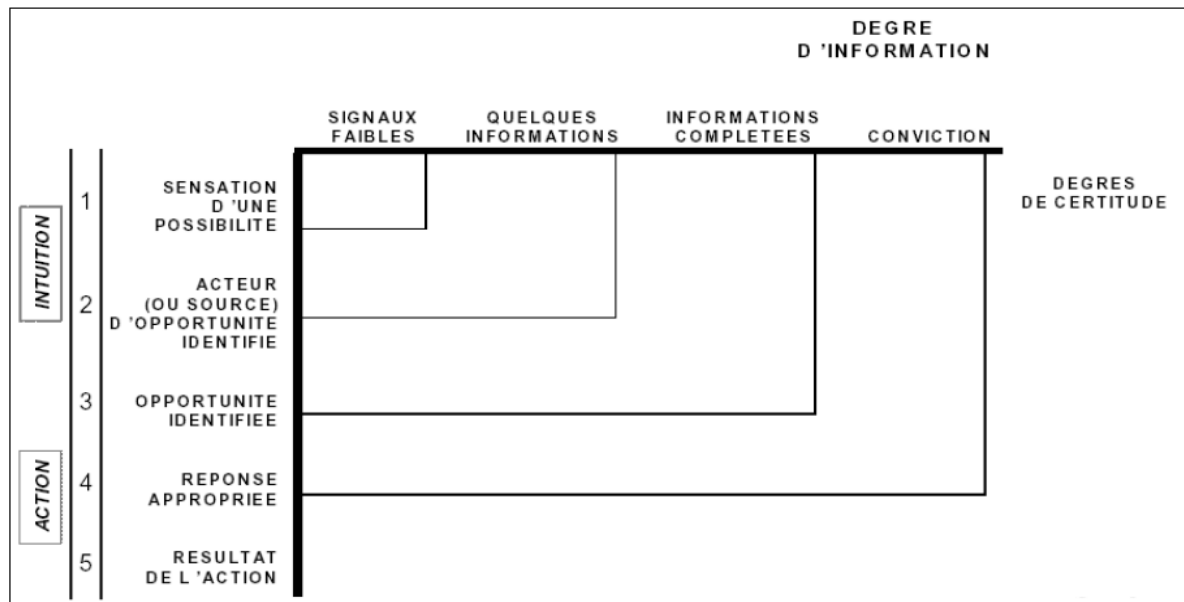 DEGRE
D 'INFORMATION
SIGNAUX
FAIBLES
QUELQUES
INFORMATIONS
INFORMATIONS
COMPLETEES
CONVICTION
DEGRES
DE CERTITUDE
INTUITION
1
SENSATION
D 'UNE
POSSIBILITE
2
ACTEUR
(OU SOURCE)
D 'OPPORTUNITE
IDENTIFIE
3
OPPORTUNITE
IDENTIFIEE
ACTION
4
REPONSE
APPROPRIEE
5
RESULTAT
DE L 'ACTION